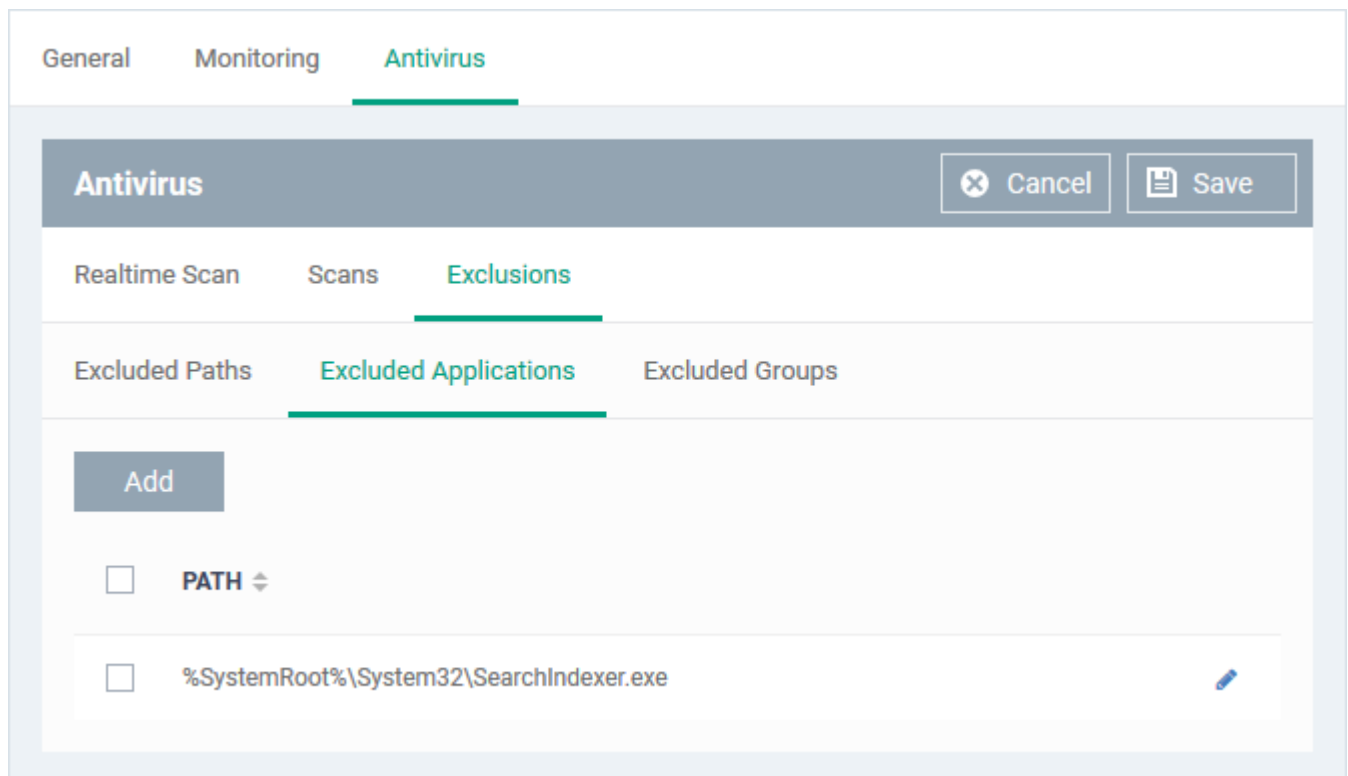 General Monitoring Antivirus
Antivirus Cancel Save
Realtime Scan Scans Exclusions
Excluded Paths Excluded Applications Excluded Groups
Add
PATH
%SystemRoot%\System32\SearchIndexer.exe